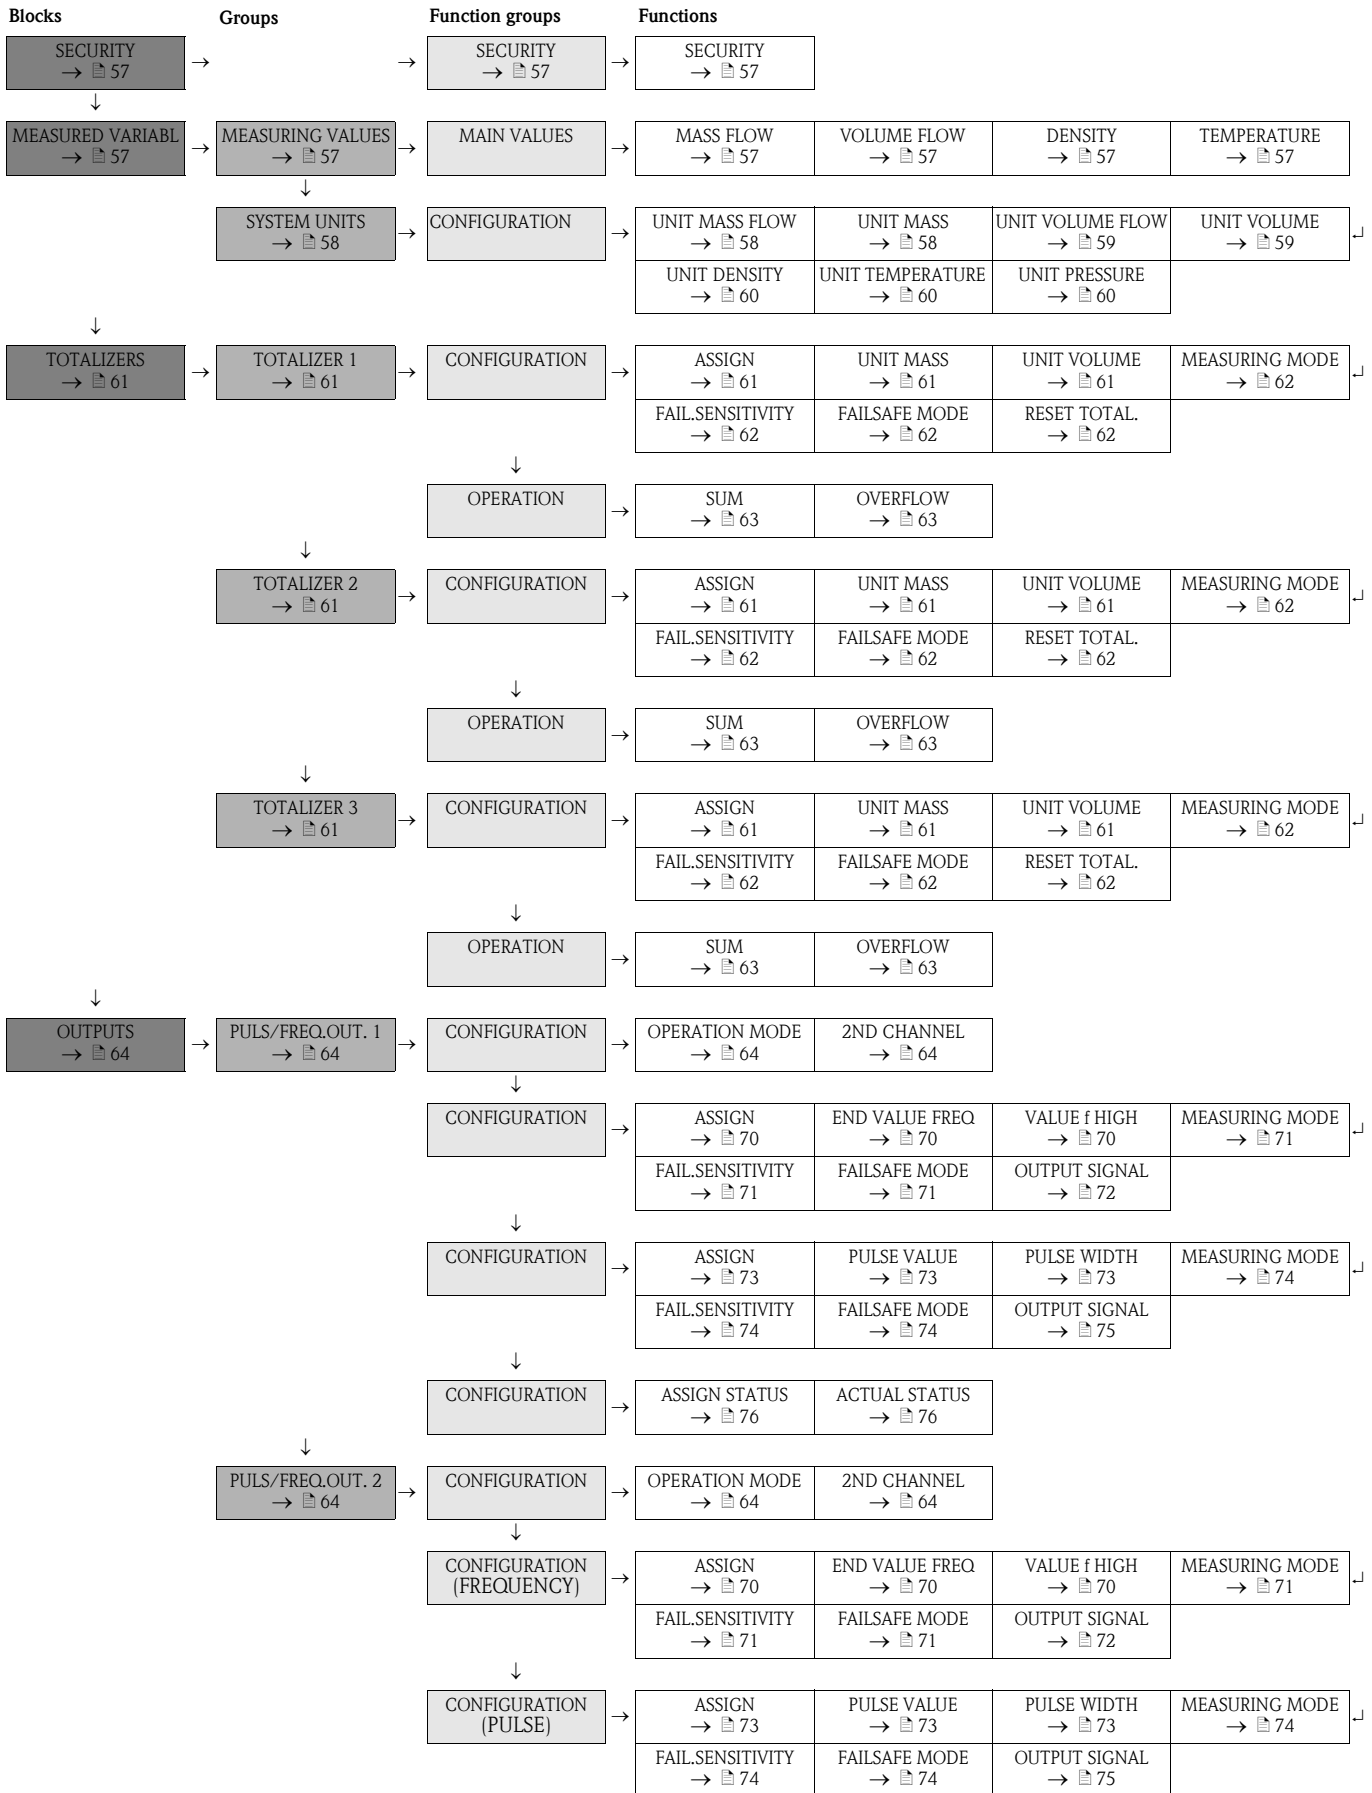 Blocks Groups Function groups Functions
SECURITY SECURITY SECURITY
→ 57 → → → 57 → → 57
↓
MEASURED VARIABL MEASURING VALUES MAIN VALUES MASS FLOW VOLUME FLOW DENSITY TEMPERATURE
→ 57 → → 57 → → → 57 → 57 → 57 → 57
↓
SYSTEM UNITS CONFIGURATION UNIT MASS FLOW UNIT MASS UNIT VOLUME FLOW UNIT VOLUME
→ 58 → → → 58 → 58 → 59 → 59 ↵
UNIT DENSITY UNIT TEMPERATURE UNIT PRESSURE
→ 60 → 60 → 60
↓
TOTALIZERS TOTALIZER 1 CONFIGURATION ASSIGN UNIT MASS UNIT VOLUME MEASURING MODE
→ 61 → → 61 → → → 61 → 61 → 61 → 62 ↵
FAIL.SENSITIVITY FAILSAFE MODE RESET TOTAL.
→ 62 → 62 → 62
↓
OPERATION SUM OVERFLOW
→ → 63 → 63
↓
TOTALIZER 2 CONFIGURATION ASSIGN UNIT MASS UNIT VOLUME MEASURING MODE
→ 61 → → → 61 → 61 → 61 → 62 ↵
FAIL.SENSITIVITY FAILSAFE MODE RESET TOTAL.
→ 62 → 62 → 62
↓
OPERATION SUM OVERFLOW
→ → 63 → 63
↓
TOTALIZER 3 CONFIGURATION ASSIGN UNIT MASS UNIT VOLUME MEASURING MODE
→ 61 → → → 61 → 61 → 61 → 62 ↵
FAIL.SENSITIVITY FAILSAFE MODE RESET TOTAL.
→ 62 → 62 → 62
↓
OPERATION SUM OVERFLOW
→ → 63 → 63
↓
OUTPUTS PULS/FREQ.OUT. 1 CONFIGURATION OPERATION MODE 2ND CHANNEL
→ 64 → → 64 → → → 64 → 64
↓
CONFIGURATION ASSIGN END VALUE FREQ VALUE f HIGH MEASURING MODE
→ → 70 → 70 → 70 → 71 ↵
FAIL.SENSITIVITY FAILSAFE MODE OUTPUT SIGNAL
→ 71 → 71 → 72
↓
CONFIGURATION ASSIGN PULSE VALUE PULSE WIDTH MEASURING MODE
→ → 73 → 73 → 73 → 74 ↵
FAIL.SENSITIVITY FAILSAFE MODE OUTPUT SIGNAL
→ 74 → 74 → 75
↓
CONFIGURATION ASSIGN STATUS ACTUAL STATUS
→ → 76 → 76
↓
PULS/FREQ.OUT. 2 CONFIGURATION OPERATION MODE 2ND CHANNEL
→ 64 → → → 64 → 64
↓
CONFIGURATION ASSIGN END VALUE FREQ VALUE f HIGH MEASURING MODE
(FREQUENCY) → → 70 → 70 → 70 → 71 ↵
FAIL.SENSITIVITY FAILSAFE MODE OUTPUT SIGNAL
→ 71 → 71 → 72
↓
CONFIGURATION ASSIGN PULSE VALUE PULSE WIDTH MEASURING MODE
(PULSE) → → 73 → 73 → 73 → 74 ↵
FAIL.SENSITIVITY FAILSAFE MODE OUTPUT SIGNAL
→ 74 → 74 → 75